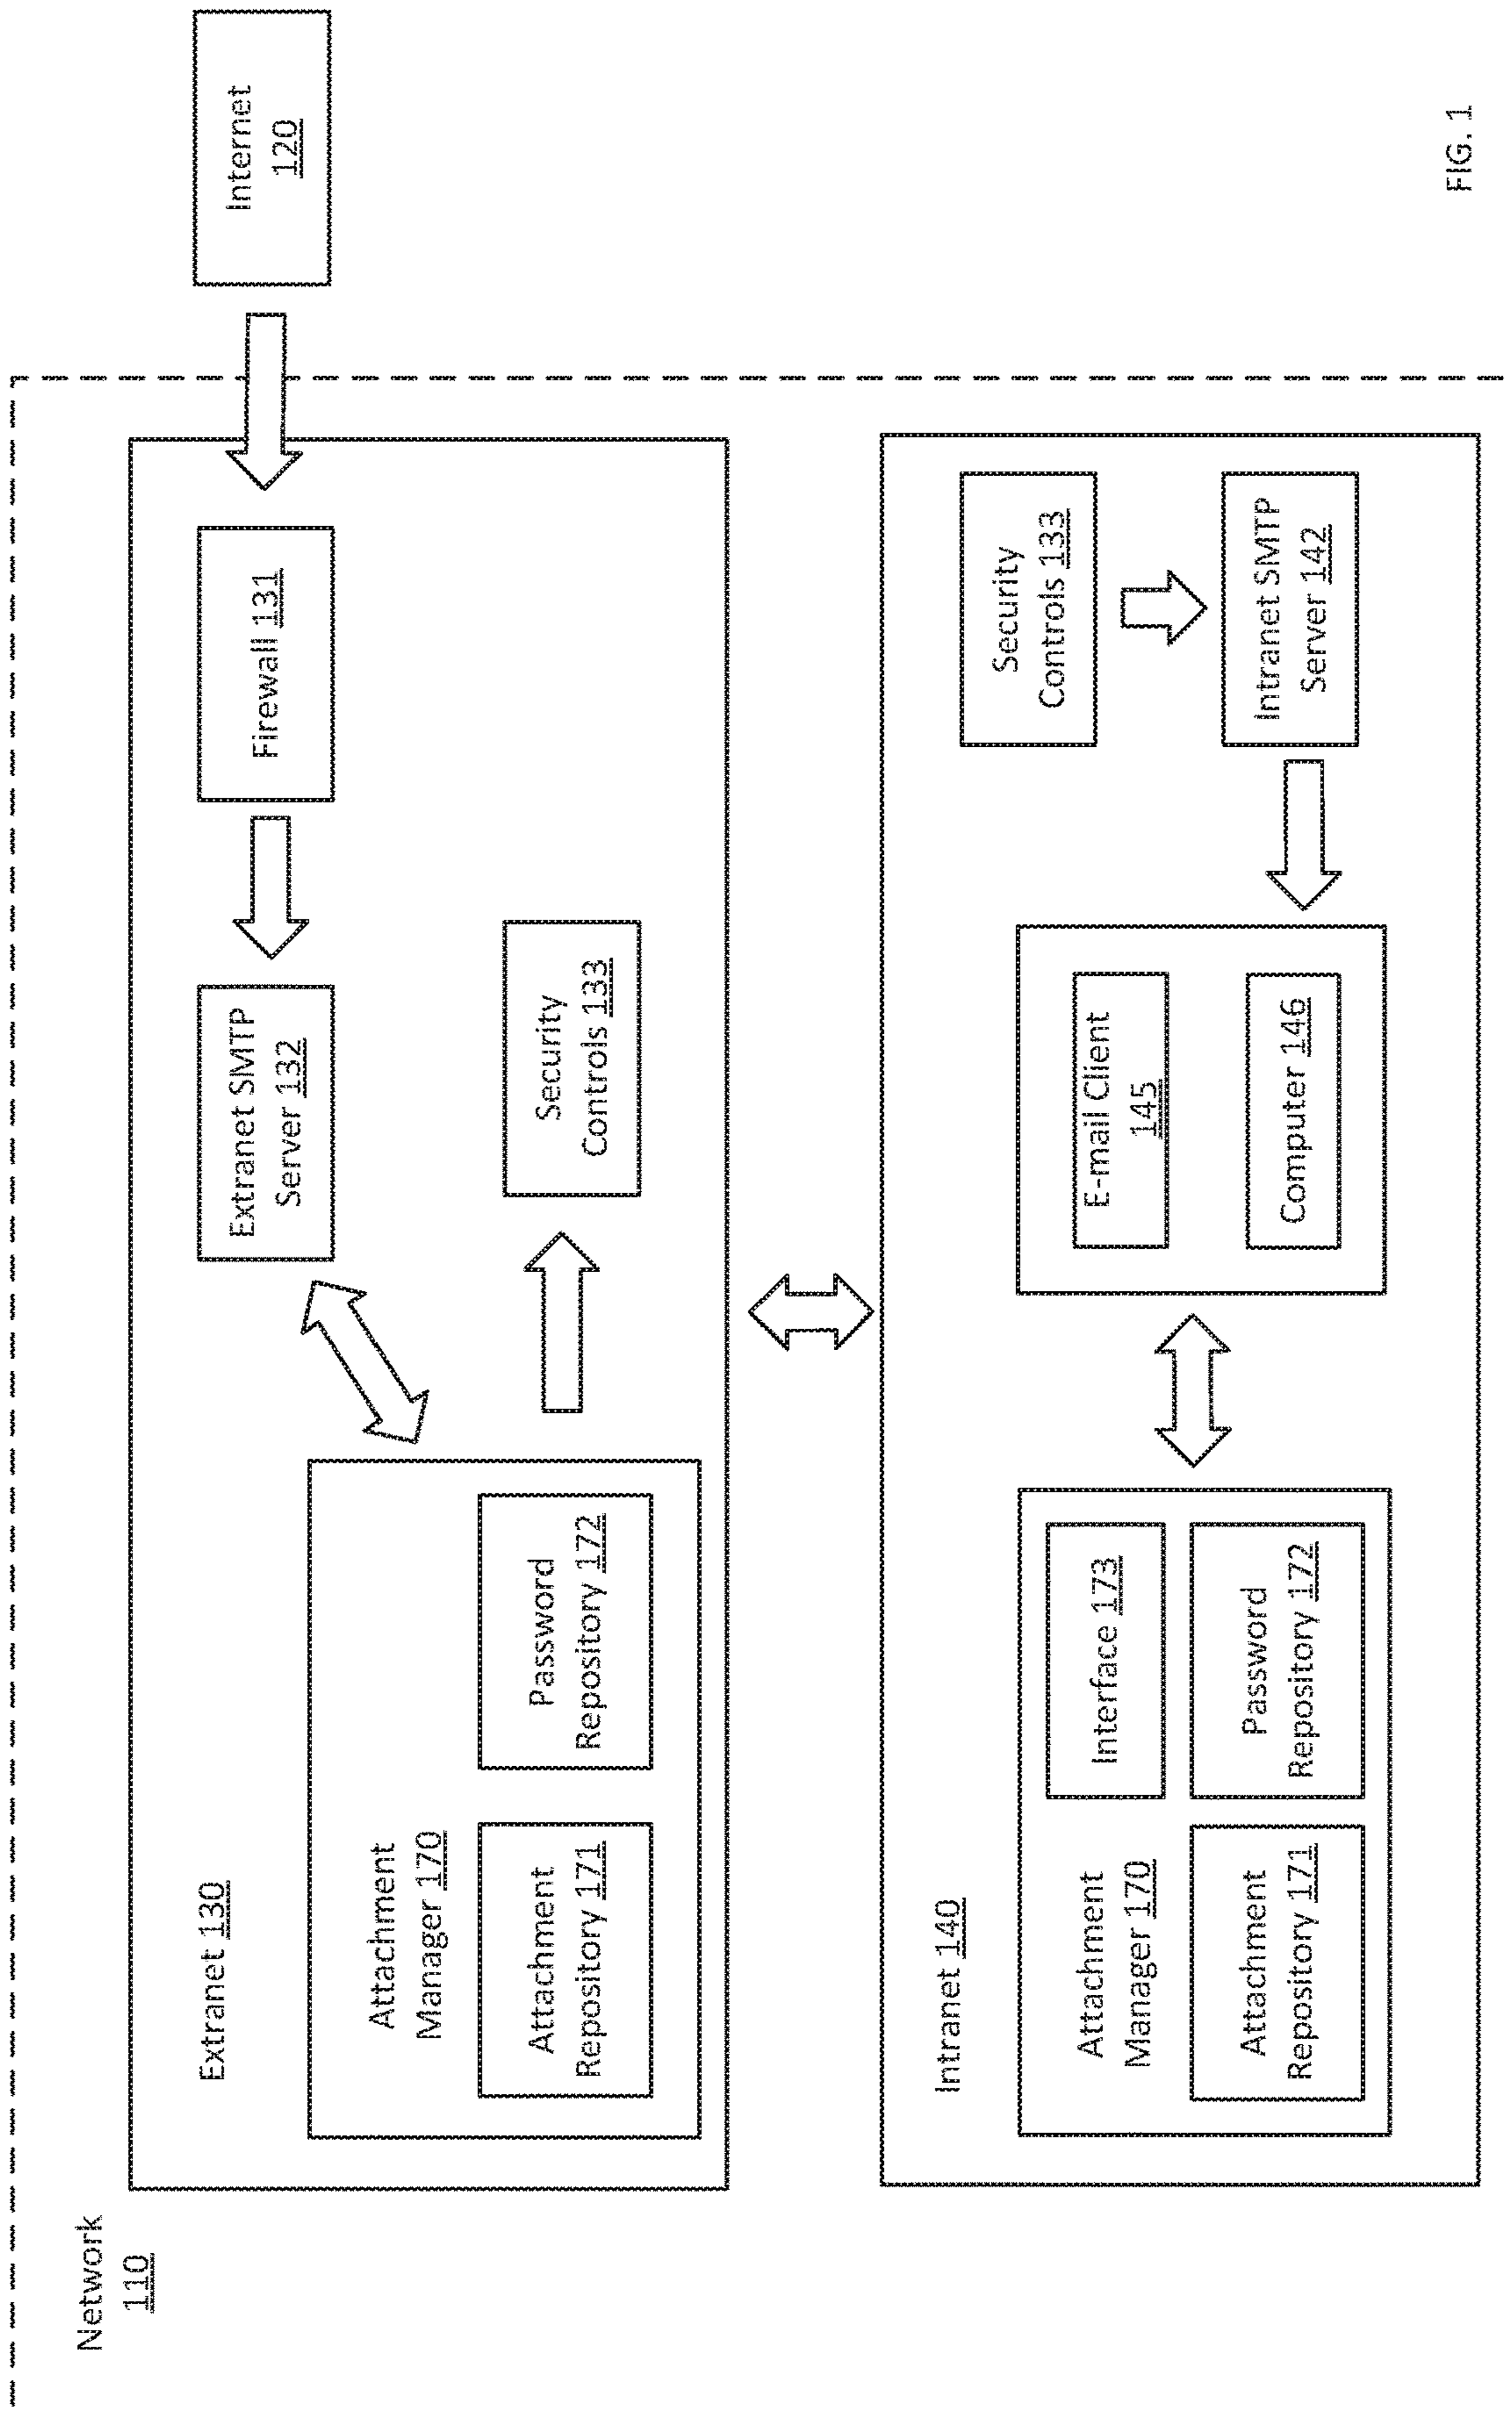 Network
110
Extranet 130
Attachment
Manager 170
Attachment
Repository 171
Password
Repository 172
Extranet SMTP
Server 132
Firewall 131
Security
Controls 133
Internet
120
Intranet 140
Attachment
Manager 170
Interface 173
Attachment
Repository 171
Password
Repository 172
E-mail Client
145
Computer 146
Security
Controls 133
Intranet SMTP
Server 142
FIG. 1